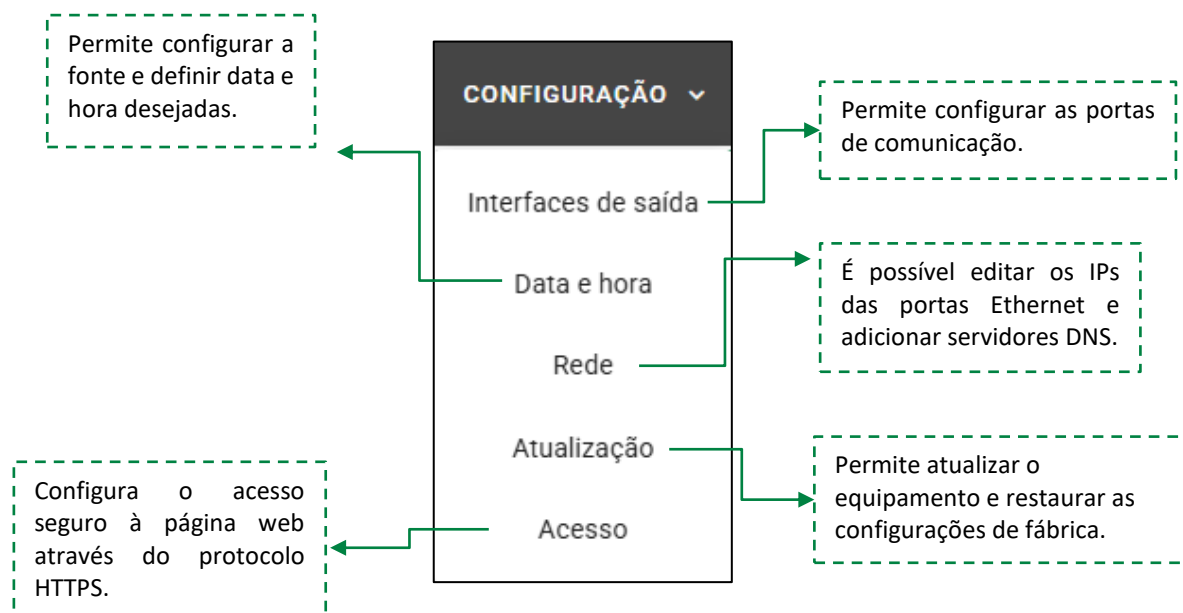 Permite configurar a
fonte e definir data e
hora desejadas.
CONFIGURAÇÃO
Permite configurar as portas
de comunicação.
Interfaces de saída
Data e hora
É possível editar os IPs
das portas Ethernet e
adicionar servidores DNS.
Rede
Atualização
Permite atualizar o
equipamento e restaurar as
configurações de fábrica.
Acesso
Configura o acesso
seguro à página web
através do protocolo
HTTPS.